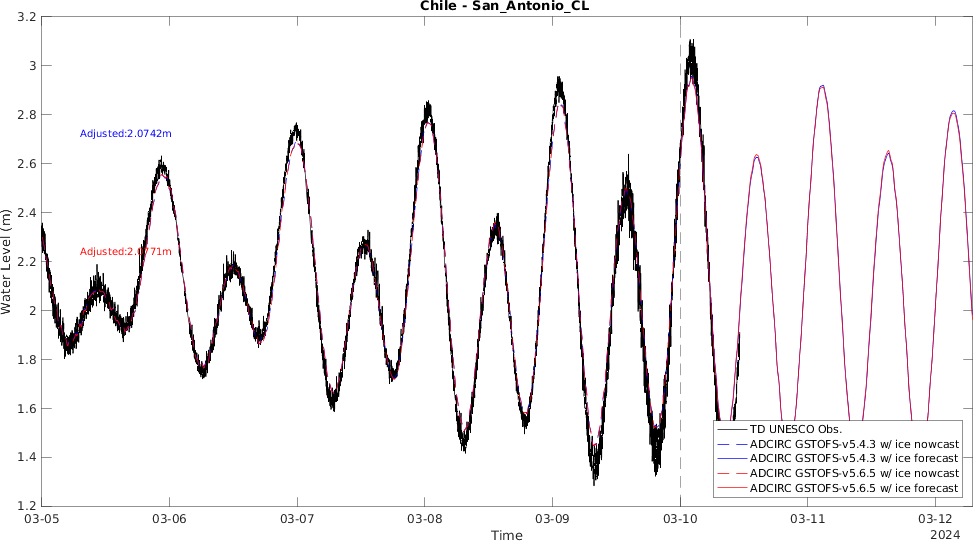 Chile - San_Antonio_CL
3.2
3
2.8
2.6
2.4
2.2
2
1.8
1.6
1.4
1.2
Water Level (m)
Adjusted:2.0742m
Adjusted:2.0771m
TD UNESCO Obs.
ADCIRC GSTOFS-v5.4.3 w/ ice nowcast
ADCIRC GSTOFS-v5.4.3 w/ ice forecast
ADCIRC GSTOFS-v5.6.5 w/ ice nowcast
ADCIRC GSTOFS-v5.6.5 w/ ice forecast
03-05 03-06 03-07 03-08 03-09 03-10 03-11 03-12
Time
2024